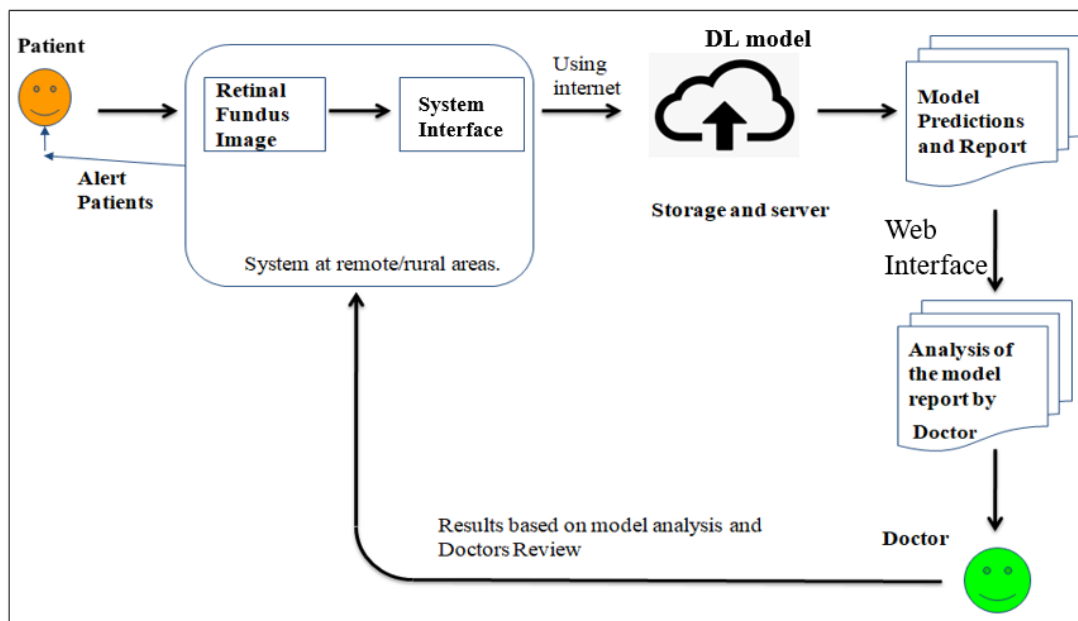 Patient
Retinal
Fundus
Image
System
Interface
Using
internet
DL model
Model
Predictions
and Report
Alert
Patients
Storage and server
System at remote/rural areas.
Web
Interface
Analysis of
the model
report by
Doctor
Results based on model analysis and
Doctors Review
Doctor